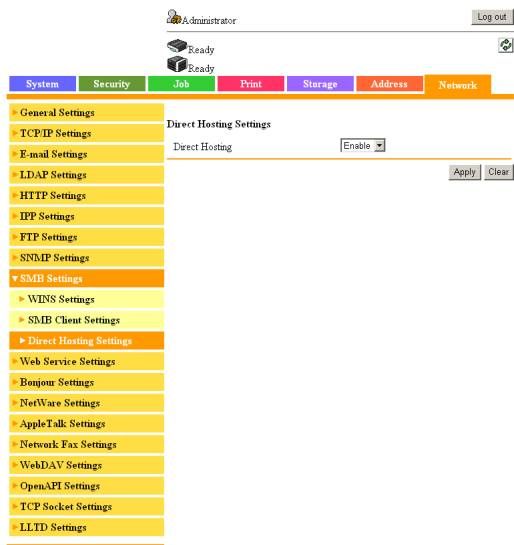 Administrator
Log out
Ready
Ready
System Security Job Print Storage Address Network
General Settings
TCP/IP Settings
E-mail Settings
LDAP Settings
HTTP Settings
IPP Settings
FTP Settings
SNMP Settings
SMB Settings
WINS Settings
SMB Client Settings
Direct Hosting Settings
Web Service Settings
Bonjour Settings
NetWare Settings
AppleTalk Settings
Network Fax Settings
WebDAV Settings
OpenAPI Settings
TCP Socket Settings
LLTD Settings
Direct Hosting Settings
Direct Hosting Enable
Apply Clear